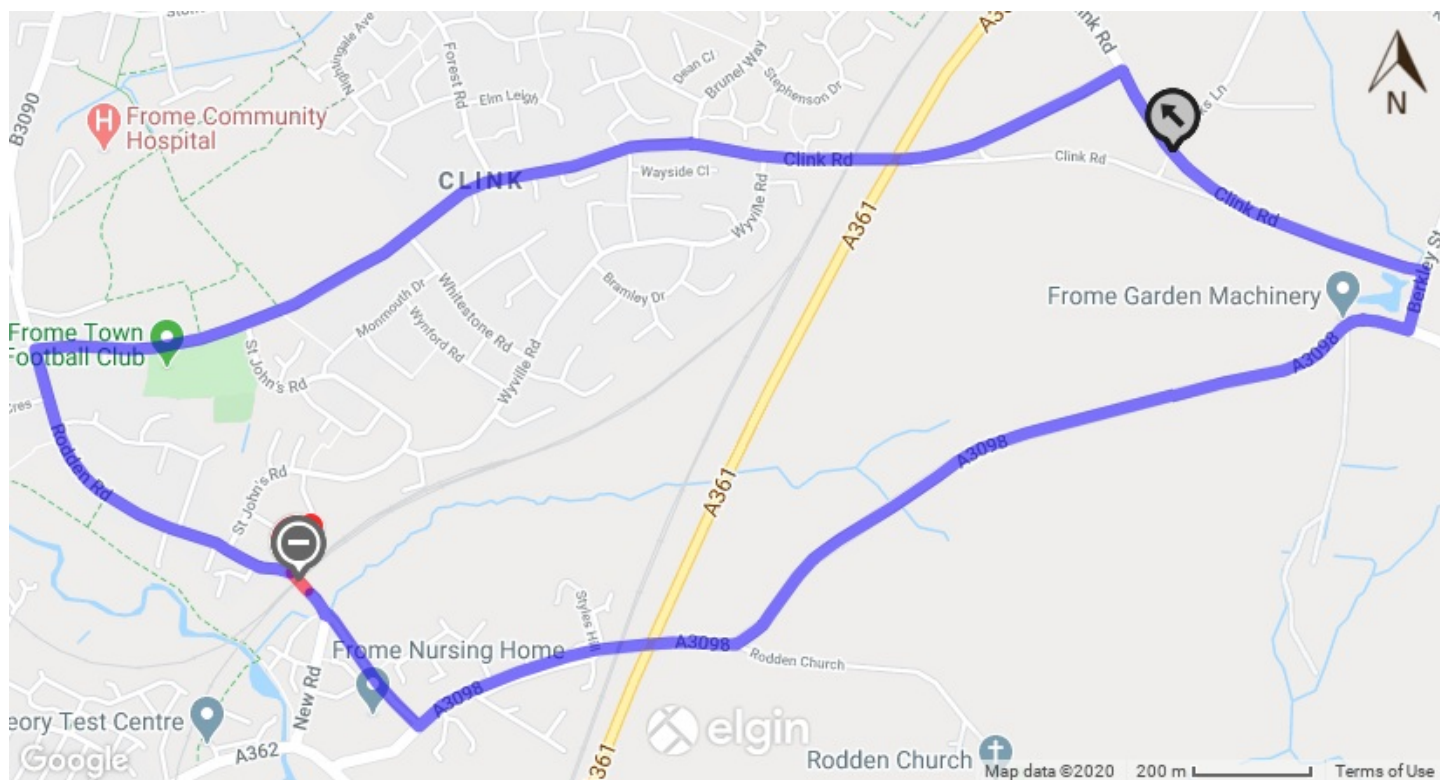 A36
Clink Rd
Nightingale Ave
Forest Rd
Dean Cl
Brunel Way
Stephenson Dr
B3090
Elm Leigh
Frome Community
Hospital
N
CLINK
Wayside Cl
Clink Rd
Clink Rd
Wyville Rd
A361
Clink Rd
Berkley St
Bramley Dr
Frome Garden Machinery
Monmouth Dr
Whitestone Rd
Wynford Rd
Frome Town
Football Club
St John's Rd
Wyville Rd
A3098
A3098
Rodden Rd
St John's Rd
A361
Styles Hill
A3098
Frome Nursing Home
Rodden Church
New Rd
A3098
eory Test Centre
elgin
A362
A361
Rodden Church
Google
Map data ©2020
200 m
Terms of Use